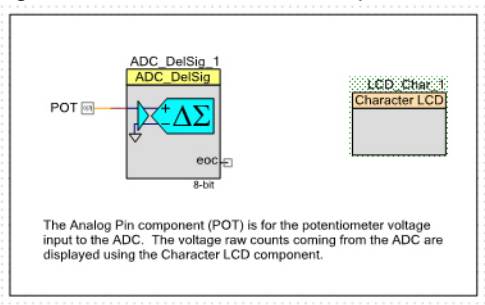 ADC_DelSig_1
ADC_DelSig
POT
+
ΔΣ
-
eoc
8-bit
LCD_Char_1
Character LCD
The Analog Pin component (POT) is for the potentiometer voltage
input to the ADC. The voltage raw counts coming from the ADC are
displayed using the Character LCD component.